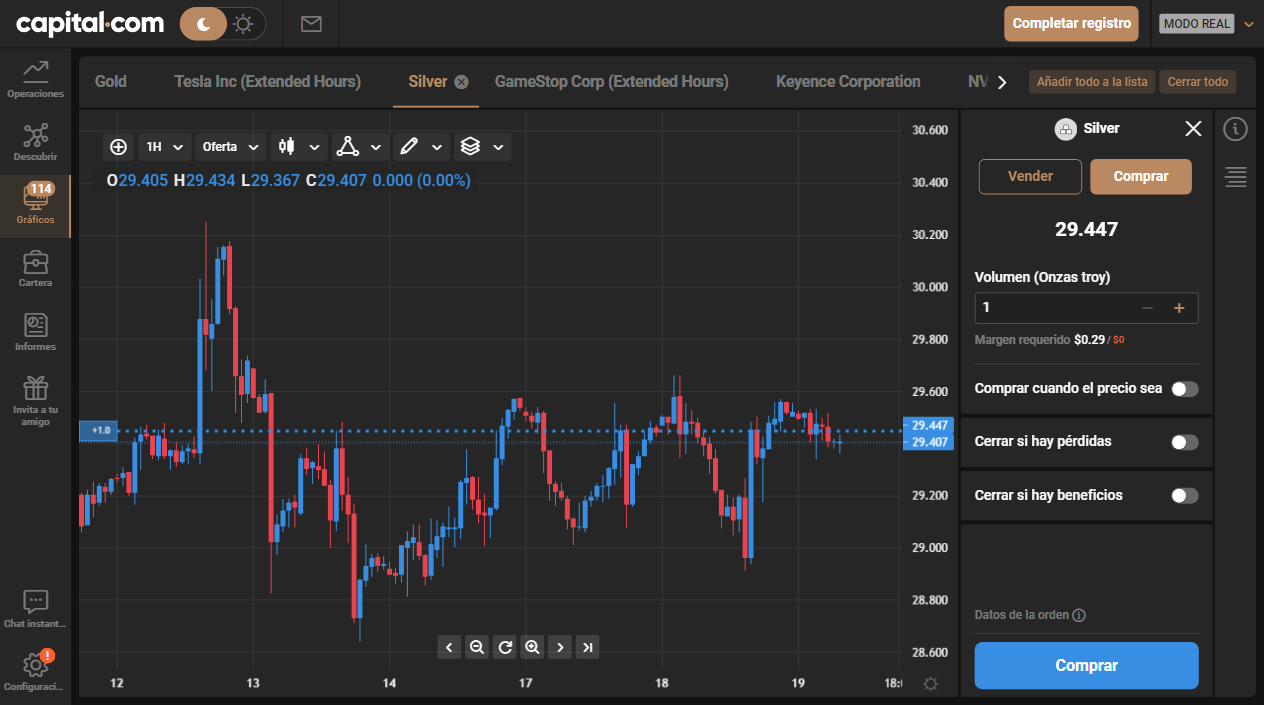 capital.com
Completar registro
MODO REAL
Operaciones
Descubrir
114
Gráficos
Cartera
Informes
Invita a tu
amigo
Chat instant...
!
Configuraci...
Gold
Tesla Inc (Extended Hours)
Silver
GameStop Corp (Extended Hours)
Keyence Corporation
NV
Añadir todo a la lista
Cerrar todo
1H
Oferta
O29.405 H29.434 L29.367 C29.407 0.000 (0.00%)
+1.0
30.600
30.400
30.200
30.000
29.800
29.600
29.447
29.407
29.200
29.000
28.800
28.600
12
13
14
17
18
19
18:0
Silver
Vender
Comprar
29.447
Volumen (Onzas troy)
1
Margen requerido $0.29 / $0
Comprar cuando el precio sea
Cerrar si hay pérdidas
Cerrar si hay beneficios
Datos de la orden
Comprar